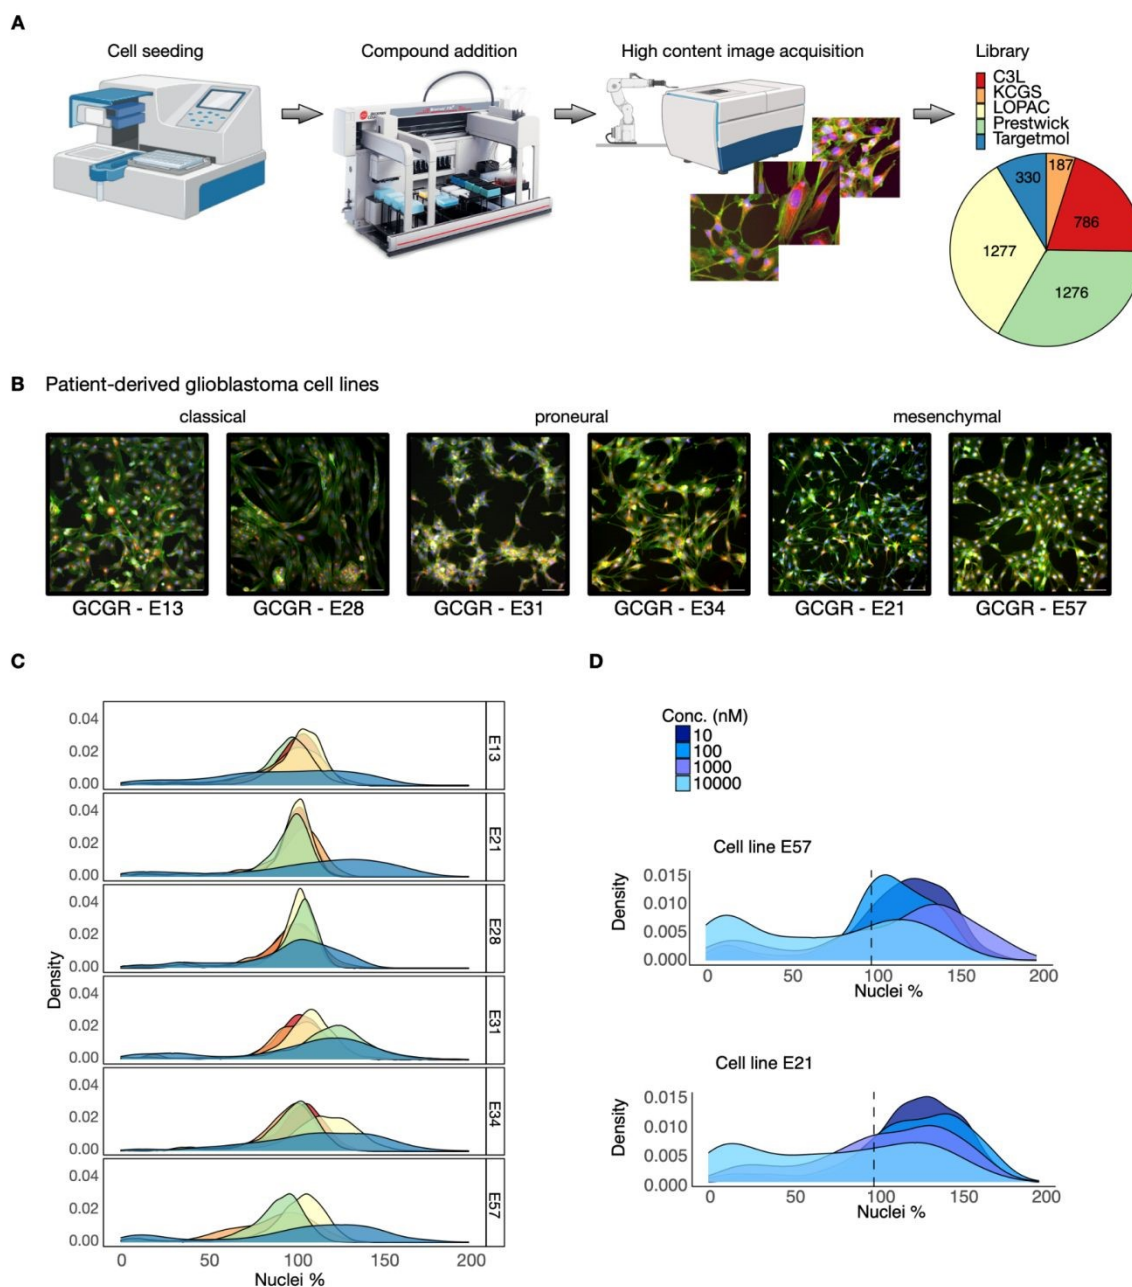 A
Cell seeding
Compound addition
High content image acquisition
Library
C3L
KCGS
LOPAC
Prestwick
Targetmol
330
187
786
1277
1276
B Patient-derived glioblastoma cell lines
classical
proneural
mesenchymal
GCGR - E13
GCGR - E28
GCGR - E31
GCGR - E34
GCGR - E21
GCGR - E57
C
Density
0.04
0.02
0.00
E13
0.04
0.02
0.00
E21
0.04
0.02
0.00
E28
0.04
0.02
0.00
E31
0.04
0.02
0.00
E34
0.04
0.02
0.00
E57
0 50 100 150 200
Nuclei %
D
Conc. (nM)
10
100
1000
10000
Cell line E57
Density
0.015
0.010
0.005
0.000
0 50 100 150 200
Nuclei %
Cell line E21
Density
0.015
0.010
0.005
0.000
0 50 100 150 200
Nuclei %